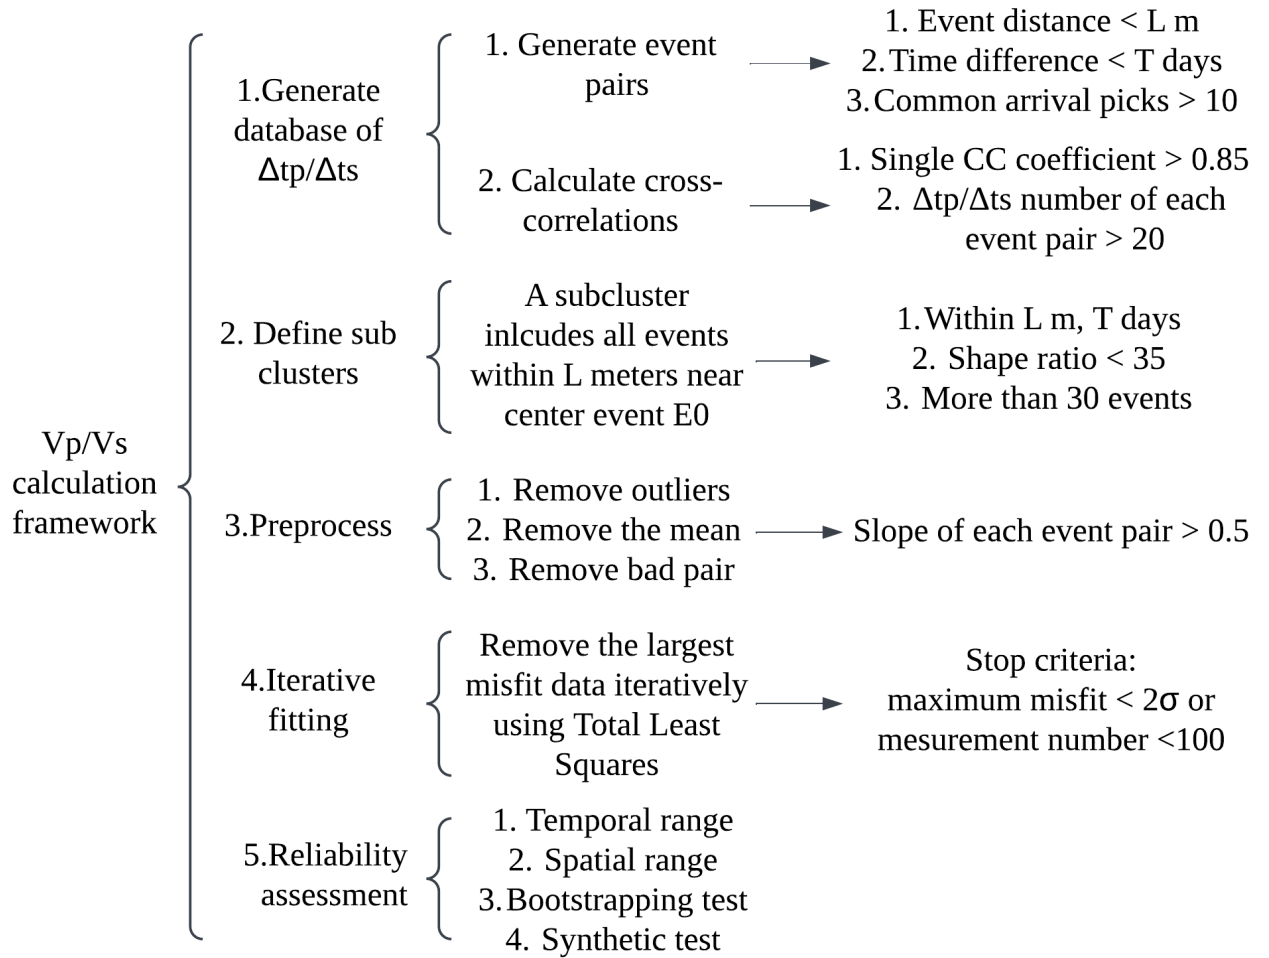 Vp/Vs
calculation
framework
1.Generate
database of
Δtp/Δts
1. Generate event
pairs
1. Event distance < L m
2.Time difference < T days
3.Common arrival picks > 10
2. Calculate cross-
correlations
1. Single CC coefficient > 0.85
2. Δtp/Δts number of each
event pair > 20
2. Define sub
clusters
A subcluster
inlcudes all events
within L meters near
center event E0
1.Within L m, T days
2. Shape ratio < 35
3. More than 30 events
3.Preprocess
1. Remove outliers
2. Remove the mean
3. Remove bad pair
Slope of each event pair > 0.5
4.Iterative
fitting
Remove the largest
misfit data iteratively
using Total Least
Squares
Stop criteria:
maximum misfit < 2σ or
mesurement number <100
5.Reliability
assessment
1. Temporal range
2. Spatial range
3.Bootstrapping test
4. Synthetic test